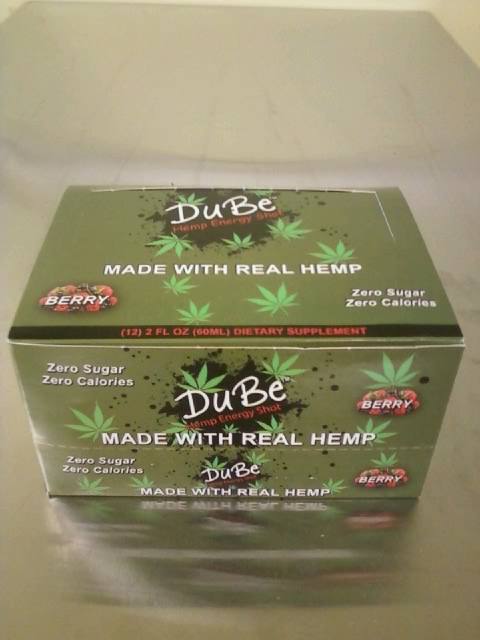 DuBe™
Hemp Energy Shot
MADE WITH REAL HEMP
BERRY
Zero Sugar
Zero Calories
(12) 2 FL OZ (60ML) DIETARY SUPPLEMENT
Zero Sugar
Zero Calories
DuBe™
Hemp Energy Shot
BERRY
MADE WITH REAL HEMP
Zero Sugar
Zero Calories
DuBe
BERRY
MADE WITH REAL HEMP